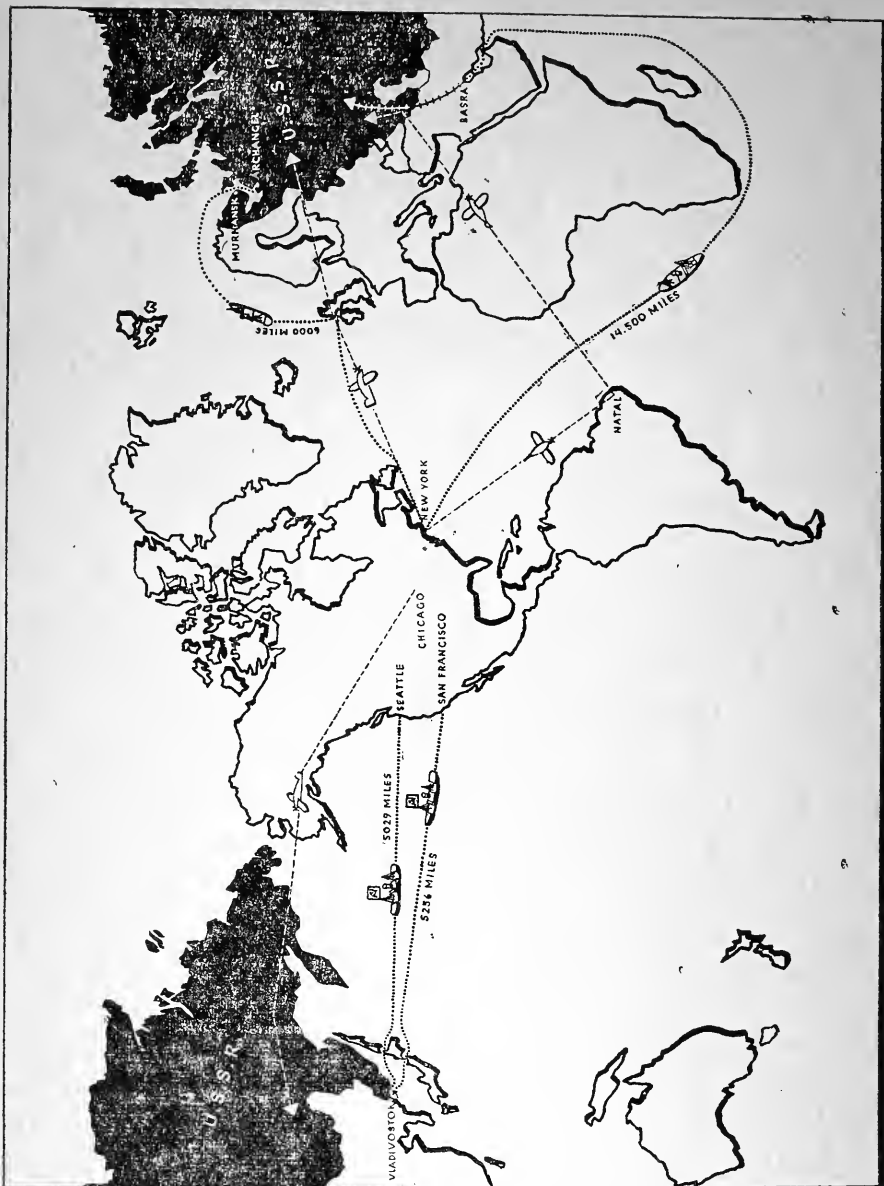 U S S R
U. S. S. R
MURMANSK
ARCHANGEL
BASRA
6000 MILES
14.500 MILES
NEW YORK
NATAL
CHICAGO
SEATTLE
SAN FRANCISCO
5029 MILES
5256 MILES
VLADIVOSTOK